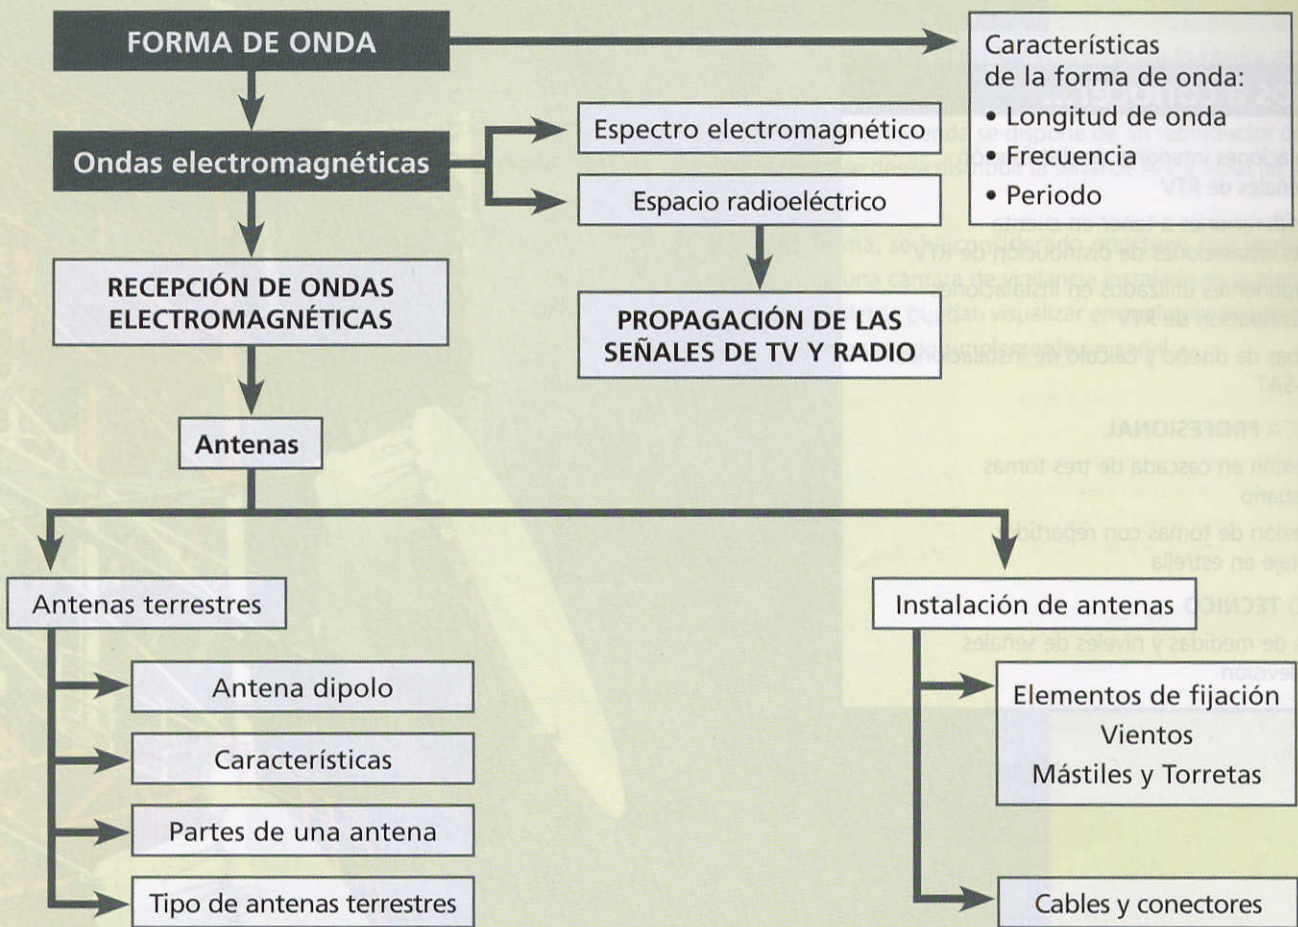 FORMA DE ONDA
Características
de la forma de onda:
• Longitud de onda
• Frecuencia
• Periodo
Ondas electromagnéticas
Espectro electromagnético
Espacio radioeléctrico
RECEPCIÓN DE ONDAS
ELECTROMAGNÉTICAS
PROPAGACIÓN DE LAS
SEÑALES DE TV Y RADIO
Antenas
Antenas terrestres
Antena dipolo
Características
Partes de una antena
Tipo de antenas terrestres
Instalación de antenas
Elementos de fijación
Vientos
Mástiles y Torretas
Cables y conectores